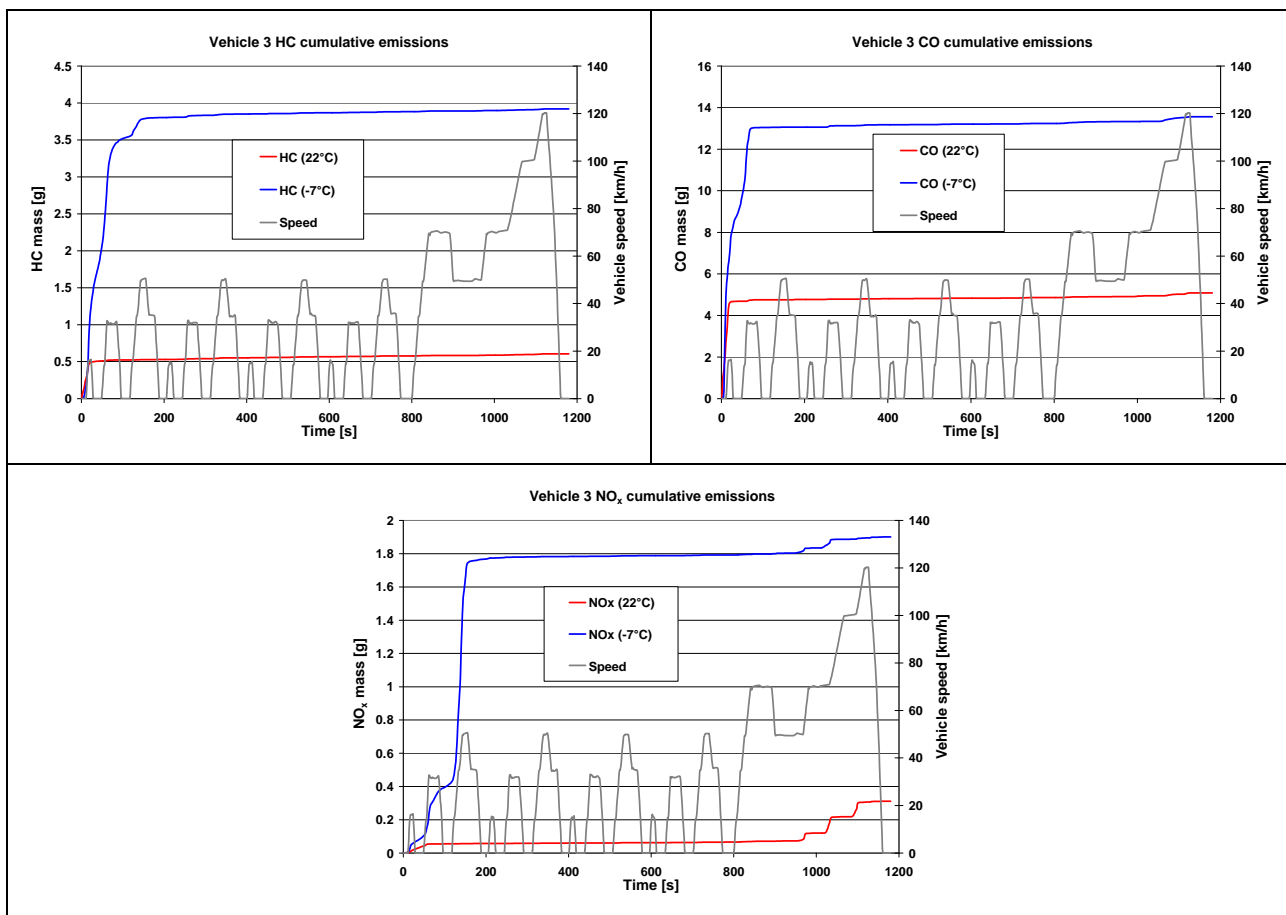 Vehicle 3 HC cumulative emissions
4.5
4
3.5
3
2.5
2
1.5
1
0.5
0
HC mass [g]
140
120
100
80
60
40
20
0
Vehicle speed [km/h]
HC (22°C)
HC (-7°C)
Speed
0 200 400 600 800 1000 1200
Time [s]
Vehicle 3 CO cumulative emissions
16
14
12
10
8
6
4
2
0
CO mass [g]
140
120
100
80
60
40
20
0
Vehicle speed [km/h]
CO (22°C)
CO (-7°C)
Speed
0 200 400 600 800 1000 1200
Time [s]
Vehicle 3 NOx cumulative emissions
2
1.8
1.6
1.4
1.2
1
0.8
0.6
0.4
0.2
0
NOx mass [g]
140
120
100
80
60
40
20
0
Vehicle speed [km/h]
NOx (22°C)
NOx (-7°C)
Speed
0 200 400 600 800 1000 1200
Time [s]